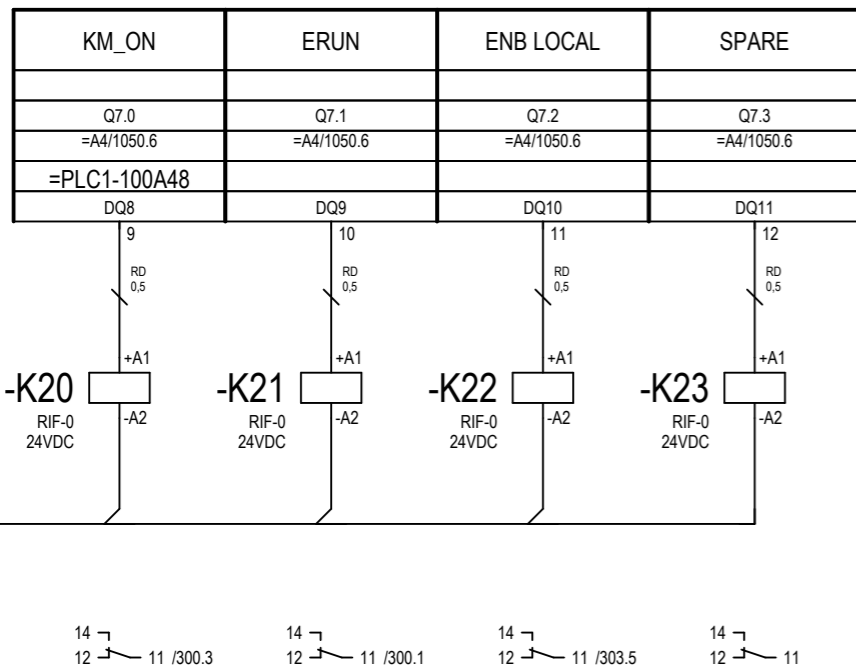 KM_ON ERUN ENB LOCAL SPARE
Q7.0 Q7.1 Q7.2 Q7.3
=A4/1050.6 =A4/1050.6 =A4/1050.6 =A4/1050.6
=PLC1-100A48
DQ8 DQ9 DQ10 DQ11
9 10 11 12
RD RD RD RD
0,5 0,5 0,5 0,5
+A1 +A1 +A1 +A1
-K20 -K21 -K22 -K23
RIF-0 -A2 RIF-0 -A2 RIF-0 -A2 RIF-0 -A2
24VDC 24VDC 24VDC 24VDC
14 14 14 14
12 11 /300.3 12 11 /300.1 12 11 /303.5 12 11